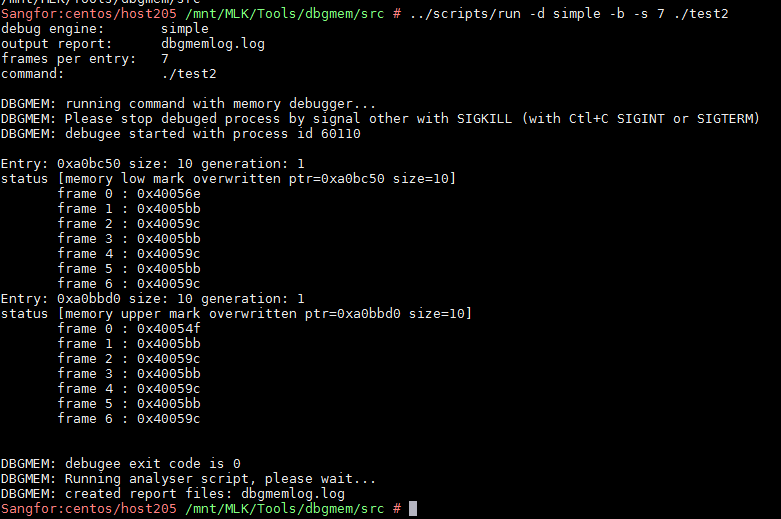 /mnt/MLK/Tools/dbgmem/src
Sangfor:centos/host205 /mnt/MLK/Tools/dbgmem/src # ../scripts/run -d simple -b -s 7 ./test2
debug engine:       simple
output report:      dbgmemlog.log
frames per entry:   7
command:            ./test2

DBGMEM: running command with memory debugger...
DBGMEM: Please stop debuged process by signal other with SIGKILL (with Ctl+C SIGINT or SIGTERM)
DBGMEM: debugee started with process id 60110

Entry: 0xa0bc50 size: 10 generation: 1
status [memory low mark overwritten ptr=0xa0bc50 size=10]
       frame 0 : 0x40056e
       frame 1 : 0x4005bb
       frame 2 : 0x40059c
       frame 3 : 0x4005bb
       frame 4 : 0x40059c
       frame 5 : 0x4005bb
       frame 6 : 0x40059c
Entry: 0xa0bbd0 size: 10 generation: 1
status [memory upper mark overwritten ptr=0xa0bbd0 size=10]
       frame 0 : 0x40054f
       frame 1 : 0x4005bb
       frame 2 : 0x40059c
       frame 3 : 0x4005bb
       frame 4 : 0x40059c
       frame 5 : 0x4005bb
       frame 6 : 0x40059c

DBGMEM: debugee exit code is 0
DBGMEM: Running analyser script, please wait...
DBGMEM: created report files: dbgmemlog.log
Sangfor:centos/host205 /mnt/MLK/Tools/dbgmem/src #